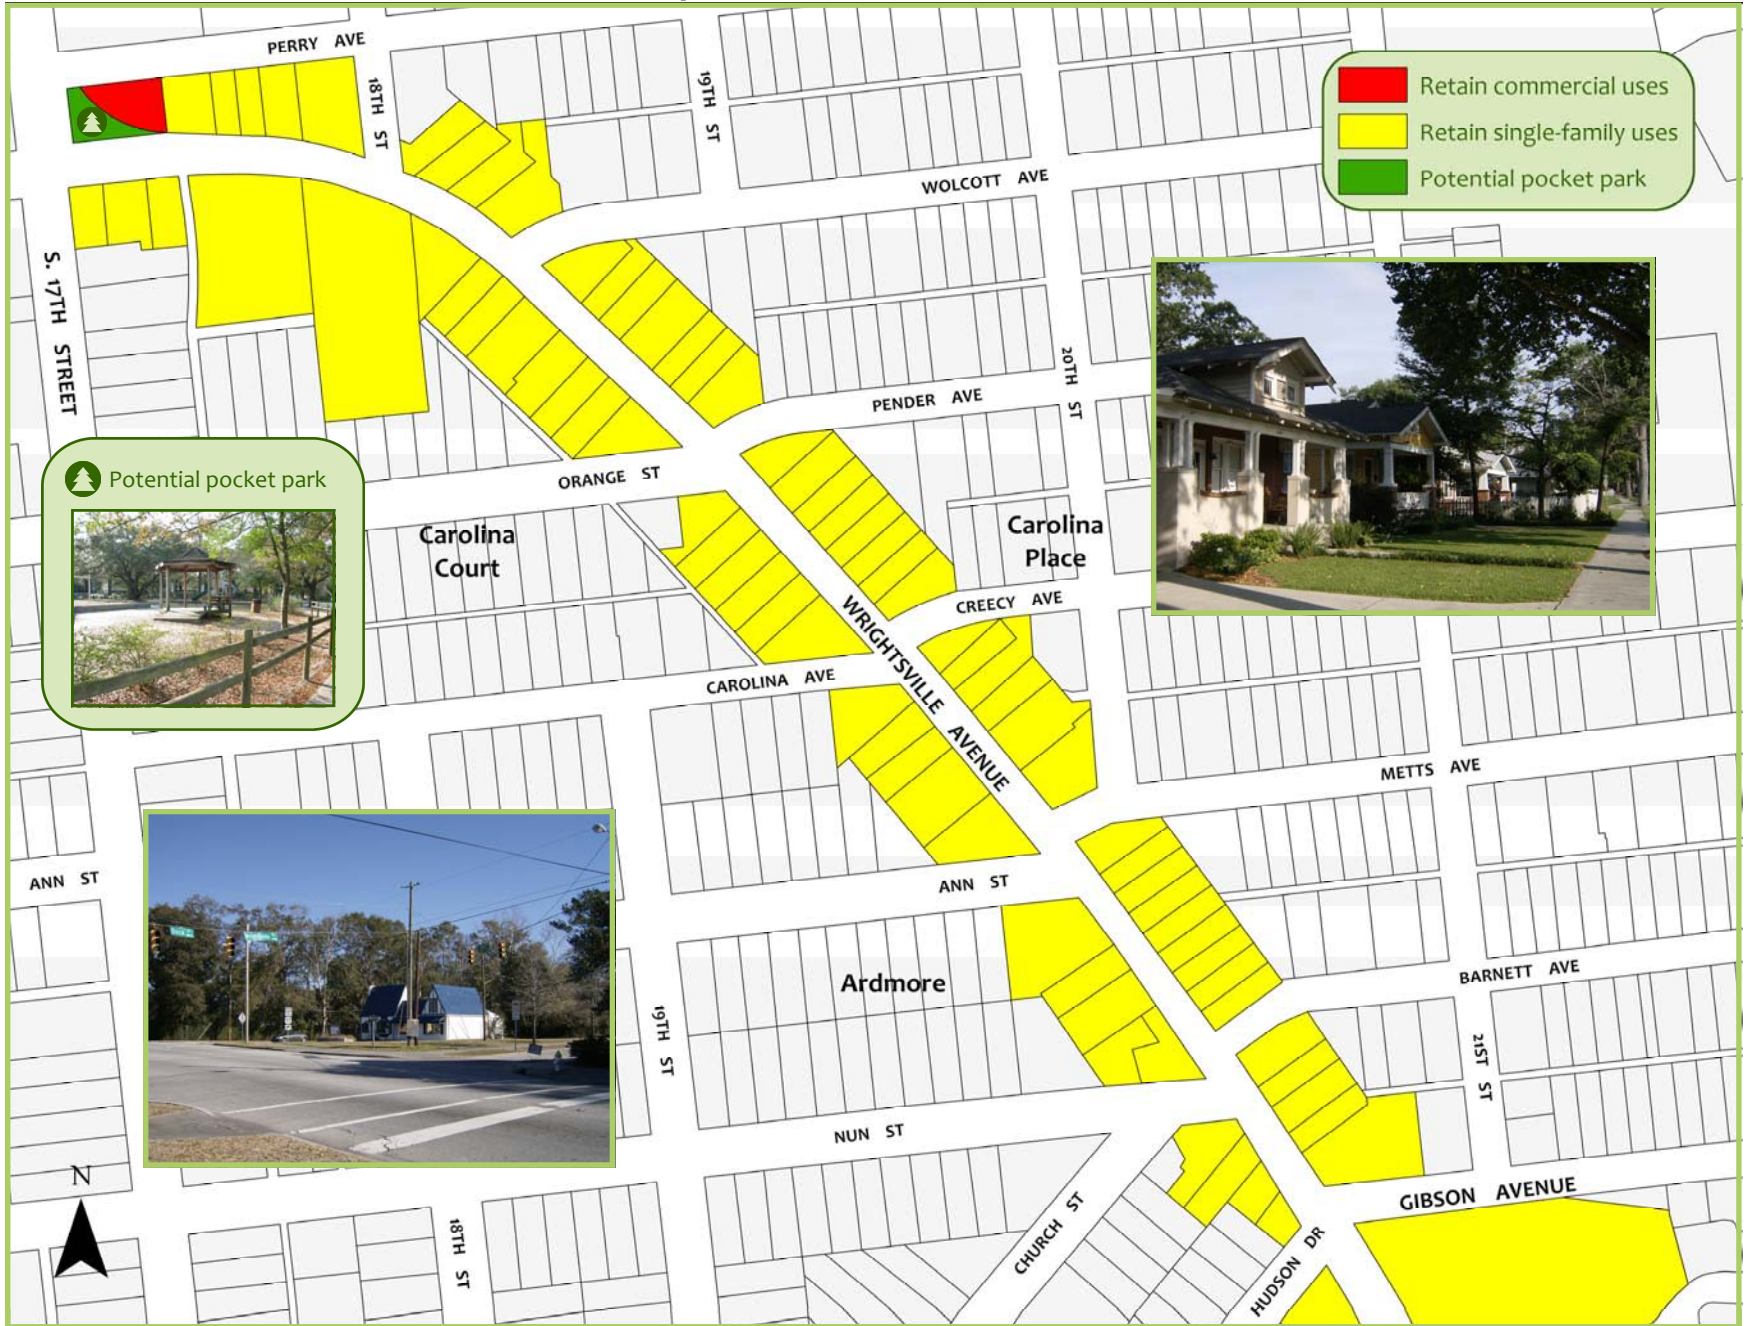 PERRY AVE
18TH ST
19TH ST
WOLCOTT AVE
Retain commercial uses
Retain single-family uses
Potential pocket park
S. 17TH STREET
20TH ST
PENDER AVE
Potential pocket park
ORANGE ST
Carolina
Court
Carolina
Place
CREECY AVE
WRIGHTSVILLE AVENUE
CAROLINA AVE
METTS AVE
ANN ST
ANN ST
Ardmore
BARNETT AVE
19TH ST
21ST ST
NUN ST
N
GIBSON AVENUE
CHURCH ST
HUDSON DR
18TH ST